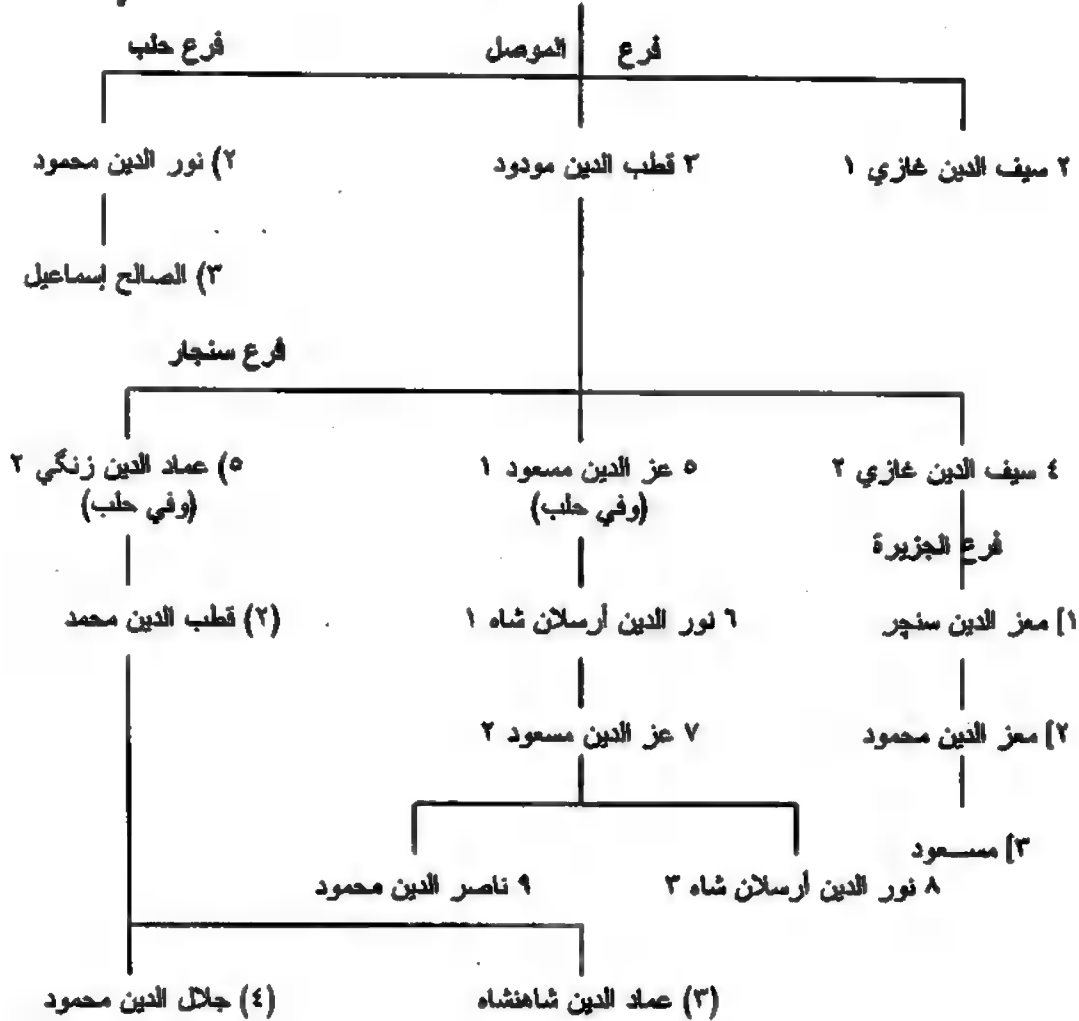 فرع الموصل
فرع حلب
٢ سيف الدين غازي ١
٣ قطب الدين مودود
٢) نور الدين محمود
٣) الصالح إسماعيل
فرع سنجار
٤ سيف الدين غازي ٢
٥ عز الدين مسعود ١
٥) عماد الدين زنگي ٢
(وفي حلب)
(وفي حلب)
فرع الجزيرة
١] معز الدين سنجر
٦ نور الدين أرسلان شاه ١
(٢) قطب الدين محمد
٢] معز الدين محمود
٧ عز الدين مسعود ٢
٣] مســعود
٨ نور الدين أرسلان شاه ٣
٩ ناصر الدين محمود
(٣) عماد الدين شاهنشاه
(٤) جلال الدين محمود